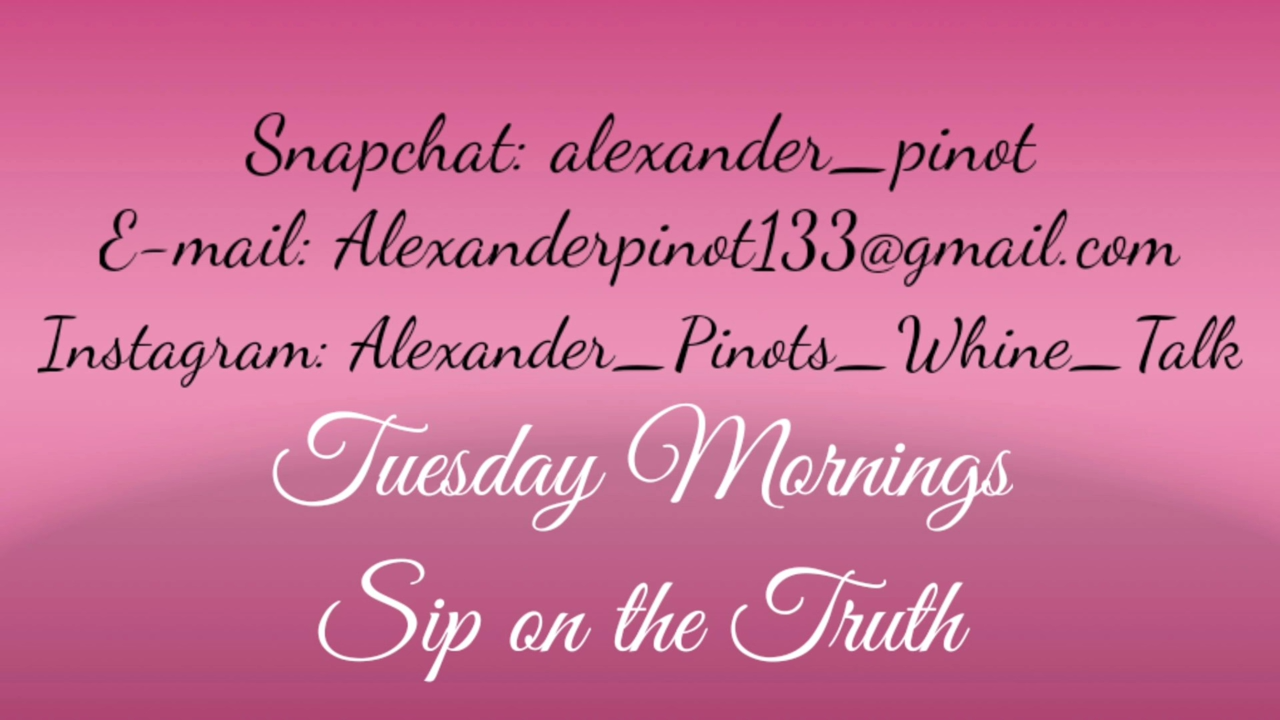 Snapchat: alexander_pinot
E-mail: Alexanderpinot133@gmail.com
Instagram: Alexander_Pinots_Whine_Talk
Tuesday Mornings
Sip on the Truth